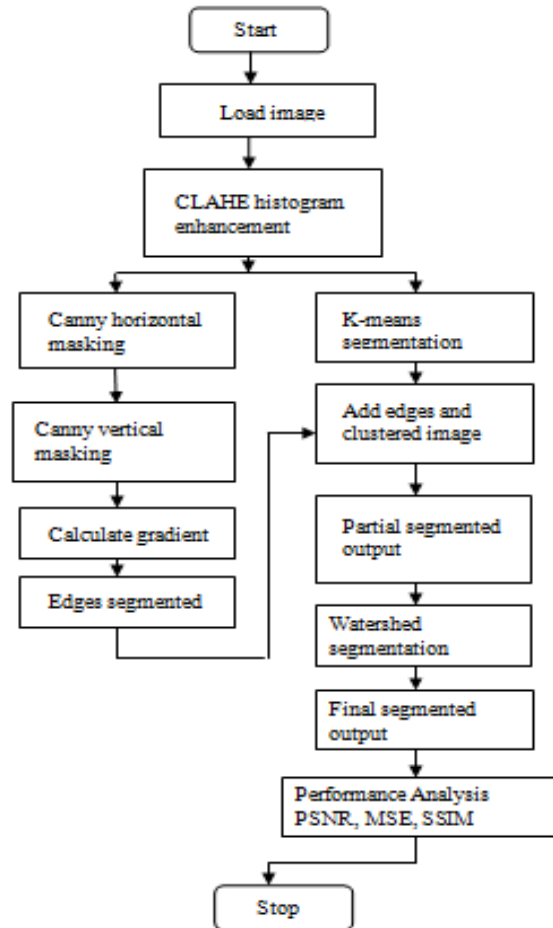 Start
Load image
CLAHE histogram
enhancement
Canny horizontal
masking
Canny vertical
masking
Calculate gradient
Edges segmented
K-means
segmentation
Add edges and
clustered image
Partial segmented
output
Watershed
segmentation
Final segmented
output
Performance Analysis
PSNR, MSE, SSIM
Stop